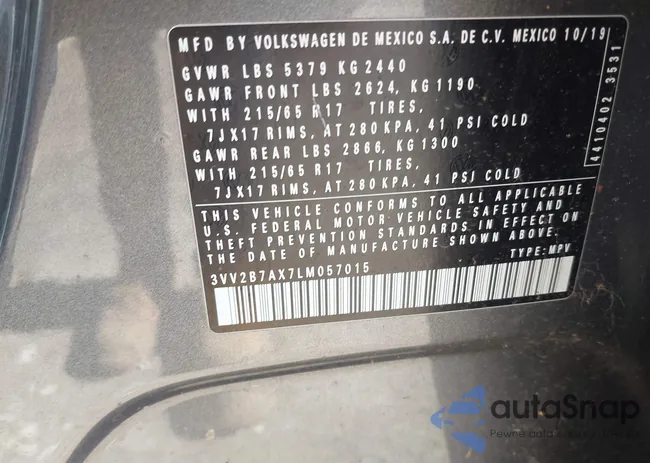 MFD BY VOLKSWAGEN DE MEXICO S.A. DE C.V. MEXICO 10/19
GVWR LBS 5379 KG 2440
GAWR FRONT LBS 2624, KG 1190
WITH 215/65 R17 TIRES,
7JX17 RIMS, AT 280 KPA, 41 PSI COLD
GAWR REAR LBS 2866, KG 1300
WITH 215/65 R17 TIRES,
7JX17 RIMS, AT 280 KPA, 41 PSI COLD
THIS VEHICLE CONFORMS TO ALL APPLICABLE
U.S. FEDERAL MOTOR VEHICLE SAFETY AND
THEFT PREVENTION STANDARDS IN EFFECT ON
THE DATE OF MANUFACTURE SHOWN ABOVE.
3VV2B7AX7LM057015 TYPE: MPV
4410402 3531
autaSnap
Pewne auta